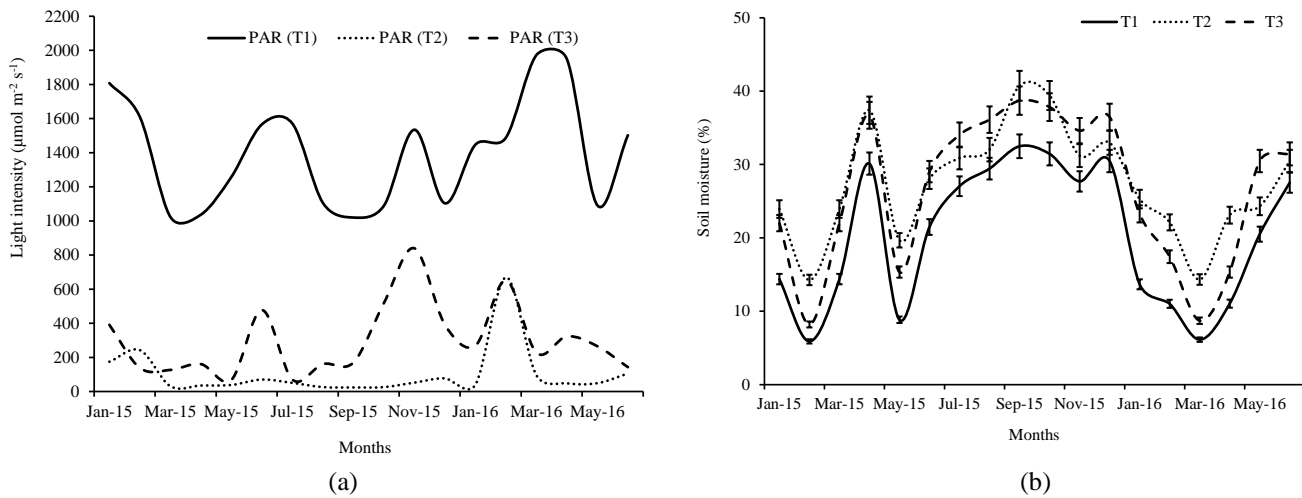 2200
2000
1800
1600
1400
1200
1000
800
600
400
200
0
Light intensity (µmol m⁻² s⁻¹)
PAR (T1) PAR (T2) PAR (T3)
Jan-15 Mar-15 May-15 Jul-15 Sep-15 Nov-15 Jan-16 Mar-16 May-16
Months
(a)
50
40
30
20
10
0
Soil moisture (%)
T1 T2 T3
Jan-15 Mar-15 May-15 Jul-15 Sep-15 Nov-15 Jan-16 Mar-16 May-16
Months
(b)